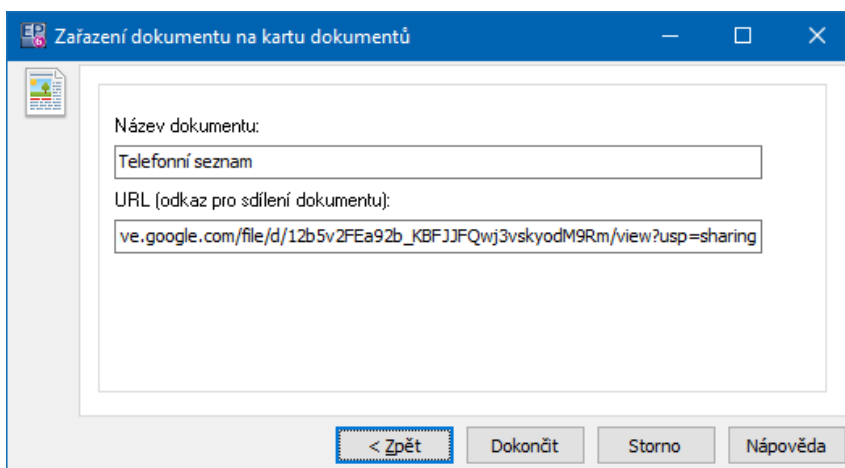 Zařazení dokumentu na kartu dokumentů
Název dokumentu:
Telefonní seznam
URL (odkaz pro sdílení dokumentu):
ve.google.com/file/d/12b5v2FEa92b_KBFJJFQwj3vskyodM9Rm/view?usp=sharing
< Zpět Dokončit Storno Nápověda